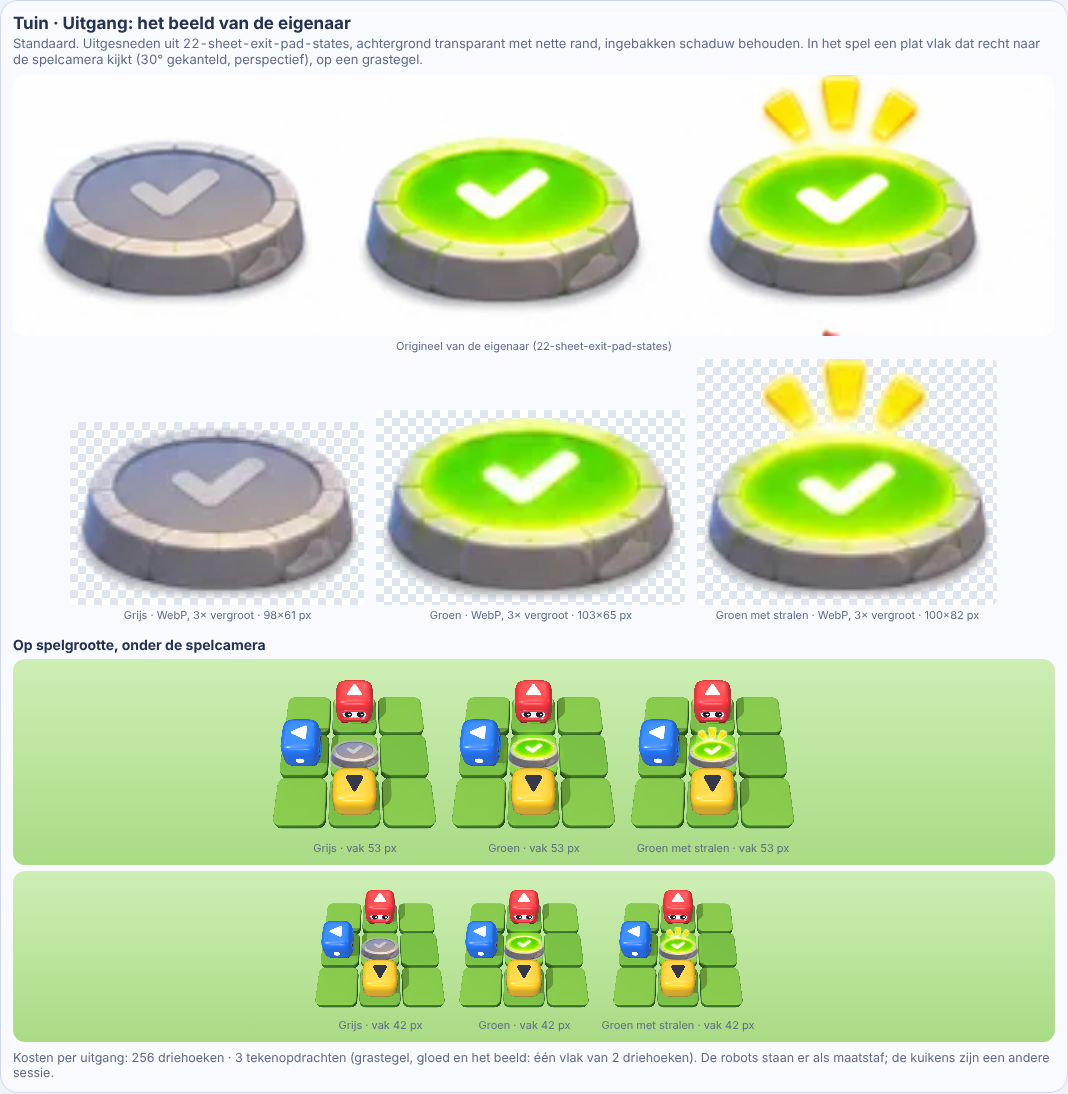 Tuin · Uitgang: het beeld van de eigenaar
Standaard. Uitgesneden uit 22-sheet-exit-pad-states, achtergrond transparant met nette rand, ingebakken schaduw behouden. In het spel een plat vlak dat recht naar
de spelcamera kijkt (30° gekanteld, perspectief), op een grastegel.
Origineel van de eigenaar (22-sheet-exit-pad-states)
Grijs · WebP, 3× vergroot · 98×61 px
Groen · WebP, 3× vergroot · 103×65 px
Groen met stralen · WebP, 3× vergroot · 100×82 px
Op spelgrootte, onder de spelcamera
Grijs · vak 53 px
Groen · vak 53 px
Groen met stralen · vak 53 px
Grijs · vak 42 px
Groen · vak 42 px
Groen met stralen · vak 42 px
Kosten per uitgang: 256 driehoeken · 3 tekenopdrachten (grastegel, gloed en het beeld: één vlak van 2 driehoeken). De robots staan er als maatstaf; de kuikens zijn een andere
sessie.